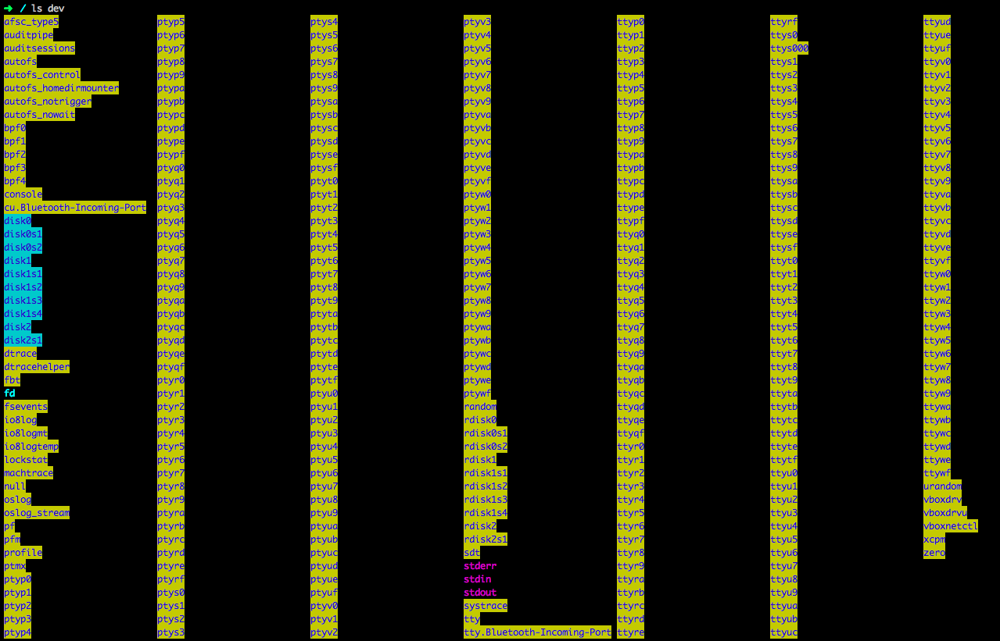 ➜ / ls dev
afsc_type5 ptyp5 ptys4 ptyv3 ttyp0 ttyrf ttyud
auditpipe ptyp6 ptys5 ptyv4 ttyp1 ttys0 ttyue
auditsessions ptyp7 ptys6 ptyv5 ttyp2 ttys000 ttyuf
autofs ptyp8 ptys7 ptyv6 ttyp3 ttys1 ttyv0
autofs_control ptyp9 ptys8 ptyv7 ttyp4 ttys2 ttyv1
autofs_homedirmounter ptypa ptys9 ptyv8 ttyp5 ttys3 ttyv2
autofs_notrigger ptypb ptysa ptyv9 ttyp6 ttys4 ttyv3
autofs_nowait ptypc ptysb ptyva ttyp7 ttys5 ttyv4
bpf0 ptypd ptysc ptyvb ttyp8 ttys6 ttyv5
bpf1 ptype ptysd ptyvc ttyp9 ttys7 ttyv6
bpf2 ptypf ptyse ptyvd ttypa ttys8 ttyv7
bpf3 ptyq0 ptysf ptyve ttypb ttys9 ttyv8
bpf4 ptyq1 ptyt0 ptyvf ttypc ttysa ttyv9
console ptyq2 ptyt1 ptyw0 ttypd ttysb ttyva
cu.Bluetooth-Incoming-Port ptyq3 ptyt2 ptyw1 ttype ttysc ttyvb
disk0 ptyq4 ptyt3 ptyw2 ttypf ttysd ttyvc
disk0s1 ptyq5 ptyt4 ptyw3 ttyq0 ttyse ttyvd
disk0s2 ptyq6 ptyt5 ptyw4 ttyq1 ttysf ttyve
disk1 ptyq7 ptyt6 ptyw5 ttyq2 ttyt0 ttyvf
disk1s1 ptyq8 ptyt7 ptyw6 ttyq3 ttyt1 ttyw0
disk1s2 ptyq9 ptyt8 ptyw7 ttyq4 ttyt2 ttyw1
disk1s3 ptyqa ptyt9 ptyw8 ttyq5 ttyt3 ttyw2
disk1s4 ptyqb ptyta ptyw9 ttyq6 ttyt4 ttyw3
disk2 ptyqc ptytb ptywa ttyq7 ttyt5 ttyw4
disk2s1 ptyqd ptytc ptywb ttyq8 ttyt6 ttyw5
dtrace ptyqe ptytd ptywc ttyq9 ttyt7 ttyw6
dtracehelper ptyqf ptyte ptywd ttyqa ttyt8 ttyw7
fbt ptyr0 ptytf ptywe ttyqb ttyt9 ttyw8
fd ptyr1 ptyu0 ptywf ttyqc ttyta ttyw9
fsevents ptyr2 ptyu1 random ttyqd ttytb ttywa
io8log ptyr3 ptyu2 rdisk0 ttyqe ttytc ttywb
io8logmt ptyr4 ptyu3 rdisk0s1 ttyqf ttytd ttywc
io8logtemp ptyr5 ptyu4 rdisk0s2 ttyr0 ttyte ttywd
lockstat ptyr6 ptyu5 rdisk1 ttyr1 ttytf ttywe
machtrace ptyr7 ptyu6 rdisk1s1 ttyr2 ttyu0 ttywf
null ptyr8 ptyu7 rdisk1s2 ttyr3 ttyu1 urandom
oslog ptyr9 ptyu8 rdisk1s3 ttyr4 ttyu2 vboxdrv
oslog_stream ptyra ptyu9 rdisk1s4 ttyr5 ttyu3 vboxdrvu
pf ptyrb ptyua rdisk2 ttyr6 ttyu4 vboxnetctl
pfm ptyrc ptyub rdisk2s1 ttyr7 ttyu5 xcpm
profile ptyrd ptyuc sdt ttyr8 ttyu6 zero
ptmx ptyre ptyud stderr ttyr9 ttyu7
ptyp0 ptyrf ptyue stdin ttyra ttyu8
ptyp1 ptys0 ptyuf stdout ttyrb ttyu9
ptyp2 ptys1 ptyv0 systrace ttyrc ttyua
ptyp3 ptys2 ptyv1 tty ttyrd ttyub
ptyp4 ptys3 ptyv2 tty.Bluetooth-Incoming-Port ttyre ttyuc